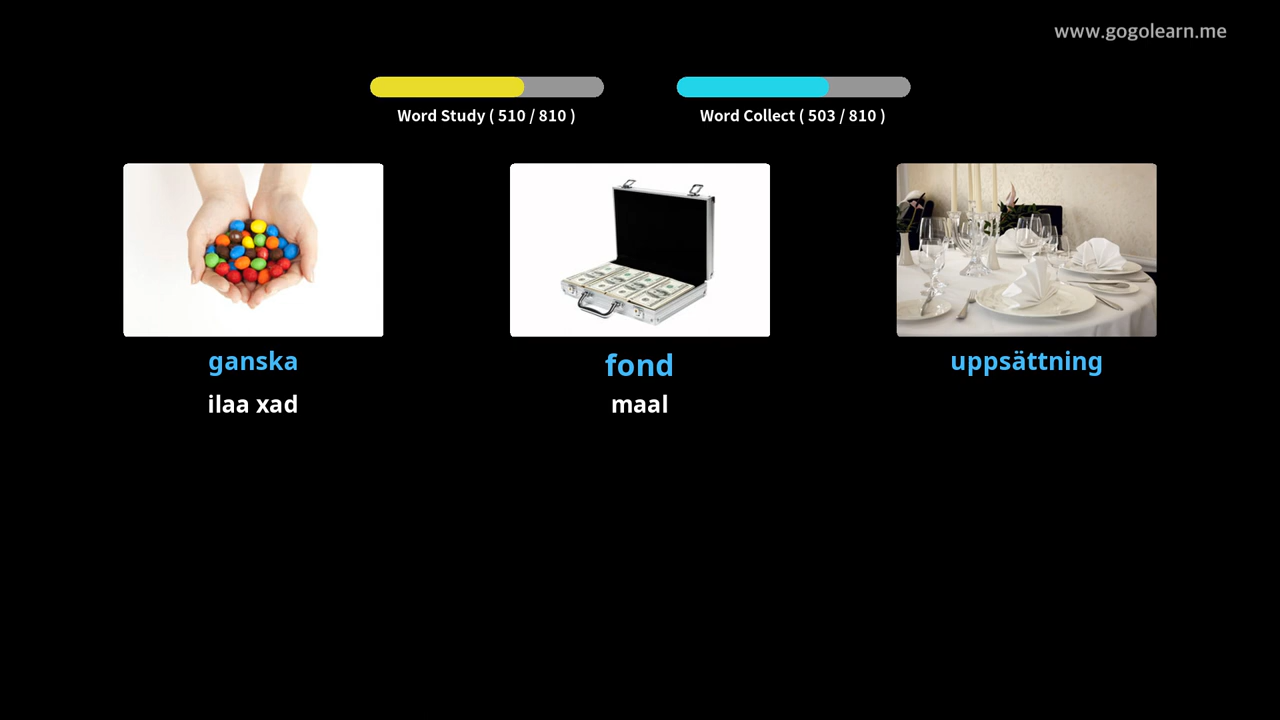 www.gogolearn.me
Word Study ( 510 / 810 )
Word Collect ( 503 / 810 )
ganska
fond
uppsättning
ilaa xad
maal